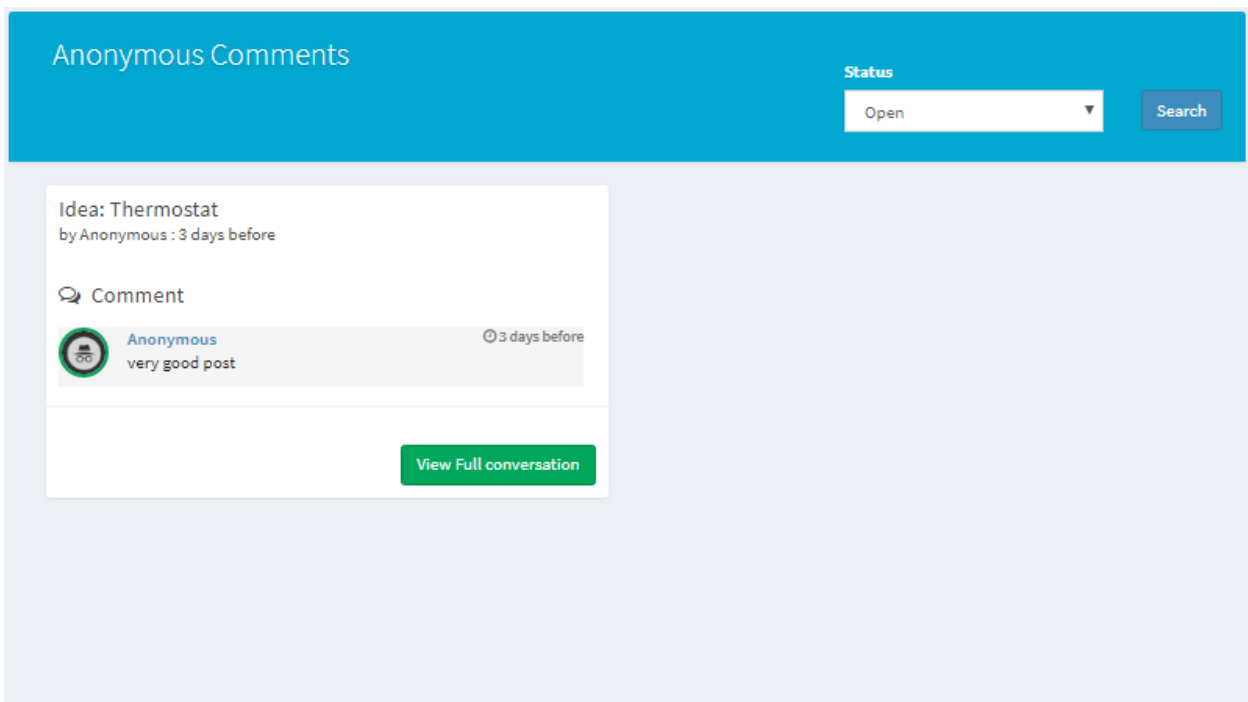 Anonymous Comments
Status
Open
Search
Idea: Thermostat
by Anonymous : 3 days before
Comment
Anonymous
3 days before
very good post
View Full conversation